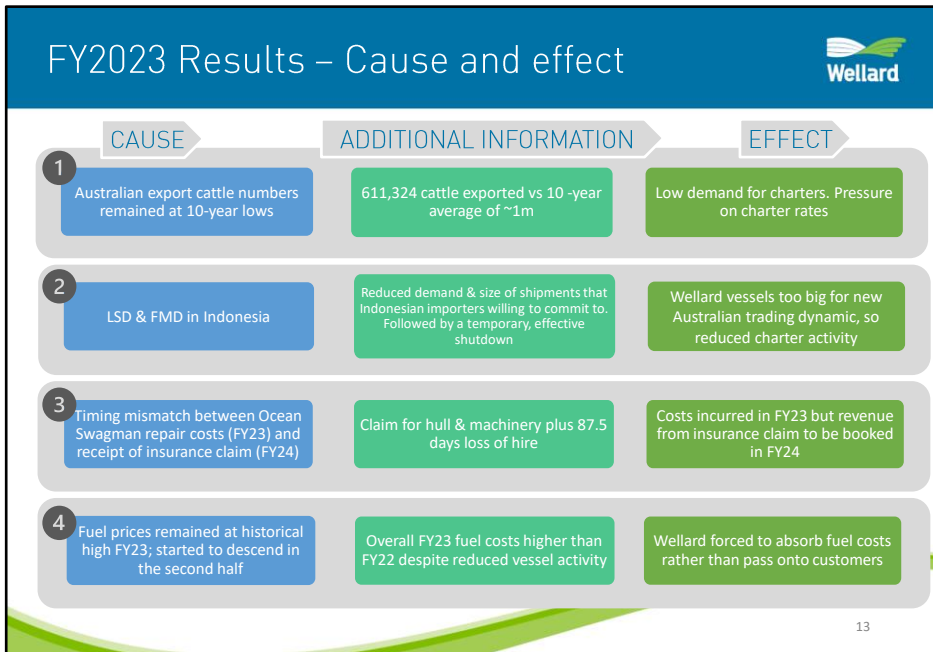 FY2023 Results – Cause and effect
Wellard
CAUSE
ADDITIONAL INFORMATION
EFFECT
1
Australian export cattle numbers
remained at 10-year lows
611,324 cattle exported vs 10 -year
average of ~1m
Low demand for charters. Pressure
on charter rates
2
LSD & FMD in Indonesia
Reduced demand & size of shipments that
Indonesian importers willing to commit to.
Followed by a temporary, effective
shutdown
Wellard vessels too big for new
Australian trading dynamic, so
reduced charter activity
3
Timing mismatch between Ocean
Swagman repair costs (FY23) and
receipt of insurance claim (FY24)
Claim for hull & machinery plus 87.5
days loss of hire
Costs incurred in FY23 but revenue
from insurance claim to be booked
in FY24
4
Fuel prices remained at historical
high FY23; started to descend in
the second half
Overall FY23 fuel costs higher than
FY22 despite reduced vessel activity
Wellard forced to absorb fuel costs
rather than pass onto customers
13